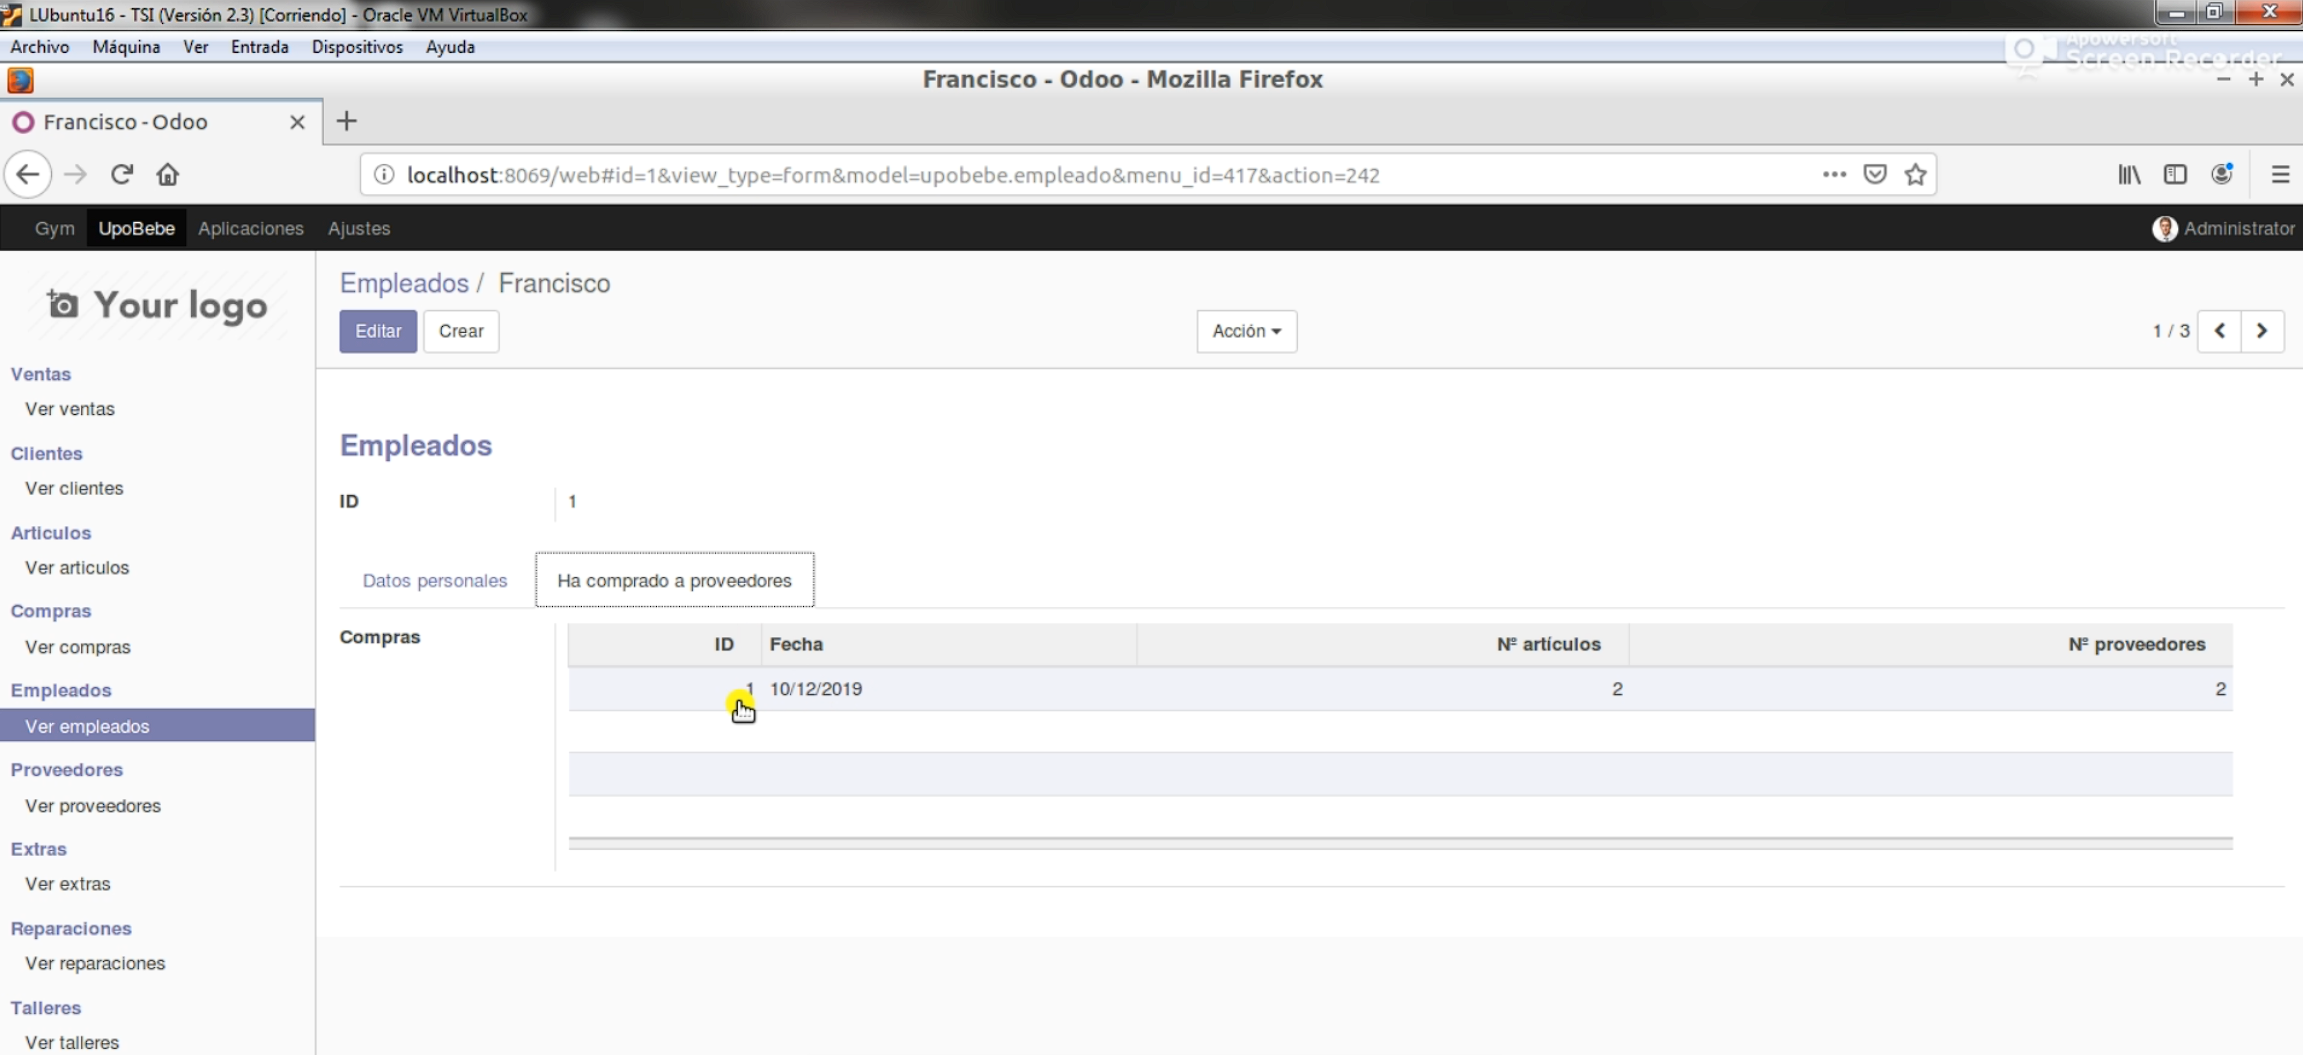 LUbuntu16 - TSI (Versión 2.3) [Corriendo] - Oracle VM VirtualBox
Archivo Máquina Ver Entrada Dispositivos Ayuda
Apowersoft
Screen Recorder
Francisco - Odoo - Mozilla Firefox
Francisco - Odoo
localhost:8069/web#id=1&view_type=form&model=upobebe.empleado&menu_id=417&action=242
Gym UpoBebe Aplicaciones Ajustes Administrator
Your logo
Empleados / Francisco
Editar Crear Acción 1 / 3
Ventas
Ver ventas
Clientes
Ver clientes
Articulos
Ver articulos
Compras
Ver compras
Empleados
Ver empleados
Proveedores
Ver proveedores
Extras
Ver extras
Reparaciones
Ver reparaciones
Talleres
Ver talleres
Empleados
ID 1
Datos personales Ha comprado a proveedores
Compras
ID Fecha Nº artículos Nº proveedores
1 10/12/2019 2 2